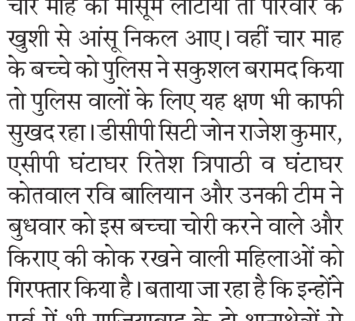 चार माह का मासूम लौटाया तो परिवार के
खुशी से आंसू निकल आए। वहीं चार माह
के बच्चे को पुलिस ने सकुशल बरामद किया
तो पुलिस वालों के लिए यह क्षण भी काफी
सुखद रहा। डीसीपी सिटी जोन राजेश कुमार,
एसीपी घंटाघर रितेश त्रिपाठी व घंटाघर
कोतवाल रवि बालियान और उनकी टीम ने
बुधवार को इस बच्चा चोरी करने वाले और
किराए की कोक रखने वाली महिलाओं को
गिरफ्तार किया है। बताया जा रहा है कि इन्होंने
पूर्व में भी गाजियाबाद के दो थानाक्षेत्रों से